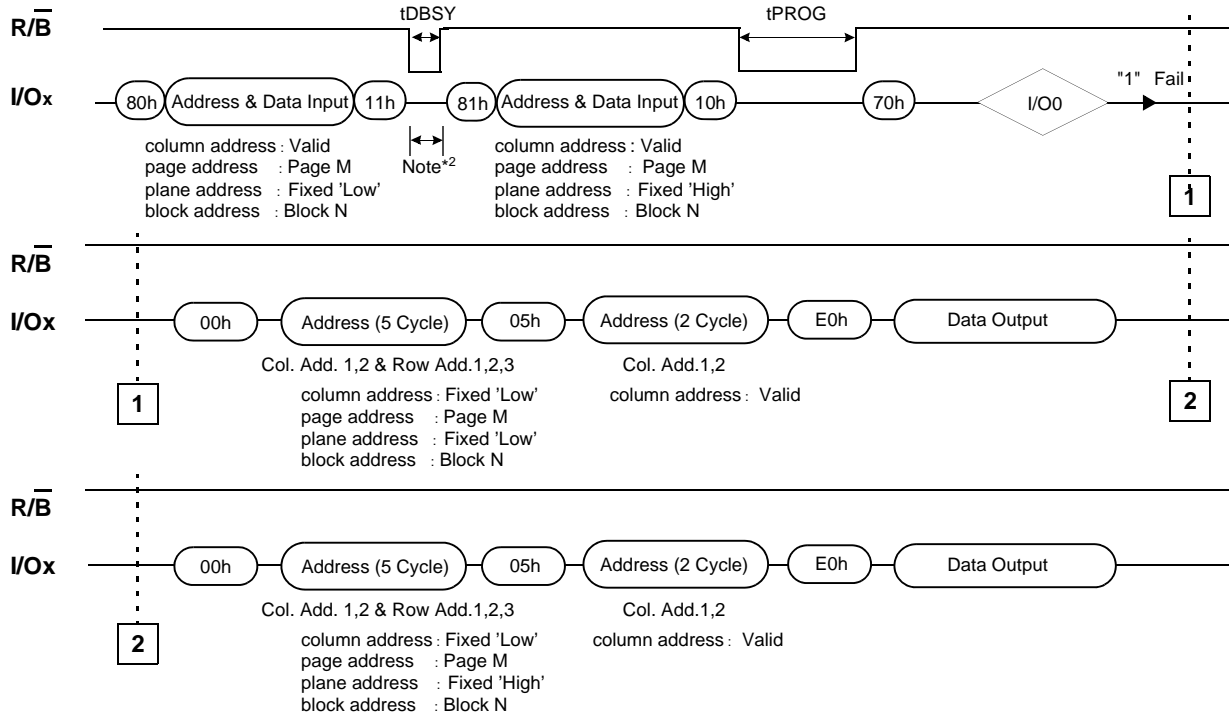 tDBSY tPROG
R/B
I/Ox 80h Address & Data Input 11h 81h Address & Data Input 10h 70h I/O0 "1" Fail
column address : Valid column address : Valid
page address : Page M Note*2 page address : Page M
plane address : Fixed 'Low' plane address : Fixed 'High'
block address : Block N block address : Block N
1
R/B
I/Ox 00h Address (5 Cycle) 05h Address (2 Cycle) E0h Data Output
Col. Add. 1,2 & Row Add.1,2,3 Col. Add.1,2
column address : Fixed 'Low' column address : Valid
1 page address : Page M 2
plane address : Fixed 'Low'
block address : Block N
R/B
I/Ox 00h Address (5 Cycle) 05h Address (2 Cycle) E0h Data Output
Col. Add. 1,2 & Row Add.1,2,3 Col. Add.1,2
2 column address : Fixed 'Low' column address : Valid
page address : Page M
plane address : Fixed 'High'
block address : Block N